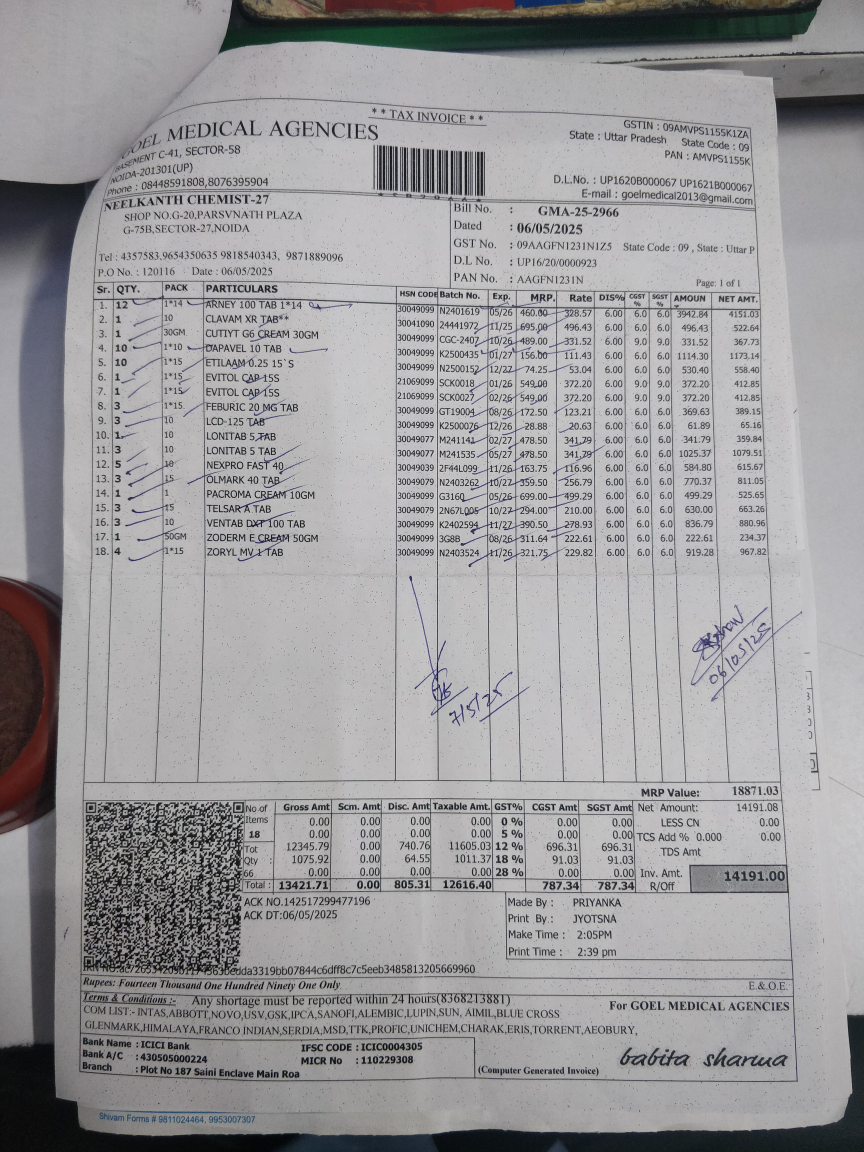 * * TAX INVOICE * *
GOEL MEDICAL AGENCIES
BASEMENT C-41, SECTOR-58
NOIDA-201301(UP)
Phone : 08448591808,8076395904
GSTIN : 09AMVPS1155K1ZA
State : Uttar Pradesh State Code : 09
PAN : AMVPS1155K
D.L.No. : UP1620B000067 UP1621B000067
E-mail : goelmedical2013@gmail.com
NEELKANTH CHEMIST-27
SHOP NO.G-20,PARSVNATH PLAZA
G-75B,SECTOR-27,NOIDA
Tel : 4357583,9654350635 9818540343, 9871889096
P.O No. : 120116 Date : 06/05/2025
Bill No. : GMA-25-2966
Dated : 06/05/2025
GST No. : 09AAGFN1231N1Z5 State Code : 09 , State : Uttar P
D.L No. : UP16/20/0000923
PAN No. : AAGFN1231N
Page: 1 of 1
Sr. QTY. PACK PARTICULARS HSN CODE Batch No. Exp. MRP. Rate DIS% CGST % SGST % AMOUN NET AMT.
1. 12 1*14 ARNEY 100 TAB 1*14 30049099 N2401619 05/26 460.00 328.57 6.00 6.0 6.0 3942.84 4151.03
2. 1 10 CLAVAM XR TAB** 30041090 24441972 11/25 695.00 496.43 6.00 6.0 6.0 496.43 522.64
3. 1 30GM CUTIYT G6 CREAM 30GM 30049099 CGC-2407 10/26 489.00 331.52 6.00 9.0 9.0 331.52 367.73
4. 10 1*10 DAPAVEL 10 TAB 30049099 K2500435 01/27 156.00 111.43 6.00 6.0 6.0 1114.30 1173.14
5. 10 1*15 ETILAAM 0.25 15`S 30049099 N2500152 12/27 74.25 53.04 6.00 6.0 6.0 530.40 558.40
6. 1 1*15 EVITOL CAP 15S 21069099 SCK0018 01/26 549.00 372.20 6.00 9.0 9.0 372.20 412.85
7. 1 1*15 EVITOL CAP 15S 21069099 SCK0027 02/26 549.00 372.20 6.00 9.0 9.0 372.20 412.85
8. 3 1*15 FEBURIC 20 MG TAB 30049099 GT19004 08/26 172.50 123.21 6.00 6.0 6.0 369.63 389.15
9. 3 10 LCD-125 TAB 30049099 K2500076 12/26 28.88 20.63 6.00 6.0 6.0 61.89 65.16
10. 1 10 LONITAB 5 TAB 30049077 M241141 02/27 478.50 341.79 6.00 6.0 6.0 341.79 359.84
11. 3 10 LONITAB 5 TAB 30049077 M241535 05/27 478.50 341.79 6.00 6.0 6.0 1025.37 1079.51
12. 5 10 NEXPRO FAST 40 30049039 2F44L099 11/26 163.75 116.96 6.00 6.0 6.0 584.80 615.67
13. 3 15 OLMARK 40 TAB 30049079 N2403262 10/27 359.50 256.79 6.00 6.0 6.0 770.37 811.05
14. 1 1 PACROMA CREAM 10GM 30049099 G3160 05/26 699.00 499.29 6.00 6.0 6.0 499.29 525.65
15. 3 15 TELSAR A TAB 30049079 2N67L005 10/27 294.00 210.00 6.00 6.0 6.0 630.00 663.26
16. 3 10 VENTAB DXT 100 TAB 30049099 K2402594 11/27 390.50 278.93 6.00 6.0 6.0 836.79 880.96
17. 1 50GM ZODERM E CREAM 50GM 30049099 3G8B 08/26 311.64 222.61 6.00 6.0 6.0 222.61 234.37
18. 4 1*15 ZORYL MV 1 TAB 30049099 N2403524 11/26 321.75 229.82 6.00 6.0 6.0 919.28 967.82
7/5/25
06/05/25
MRP Value: 18871.03
No of Items 18 Tot Qty : 66
Gross Amt Scm. Amt Disc. Amt Taxable Amt. GST% CGST Amt SGST Amt
0.00 0.00 0.00 0.00 0 % 0.00 0.00
0.00 0.00 0.00 0.00 5 % 0.00 0.00
12345.79 0.00 740.76 11605.03 12 % 696.31 696.31
1075.92 0.00 64.55 1011.37 18 % 91.03 91.03
0.00 0.00 0.00 0.00 28 % 0.00 0.00
Total : 13421.71 0.00 805.31 12616.40 787.34 787.34
Net Amount: 14191.08
LESS CN 0.00
TCS Add % 0.000 0.00
TDS Amt
Inv. Amt. 14191.00
R/Off
ACK NO.142517299477196
ACK DT:06/05/2025
Made By : PRIYANKA
Print By : JYOTSNA
Make Time : 2:05PM
Print Time : 2:39 pm
Rupees: Fourteen Thousand One Hundred Ninety One Only
E.&.O.E.
Terms & Conditions :- Any shortage must be reported within 24 hours(8368213881)
COM LIST:- INTAS,ABBOTT,NOVO,USV,GSK,IPCA,SANOFI,ALEMBIC,LUPIN,SUN, AIMIL,BLUE CROSS
GLENMARK,HIMALAYA,FRANCO INDIAN,SERDIA,MSD,TTK,PROFIC,UNICHEM,CHARAK,ERIS,TORRENT,AEOBURY,
For GOEL MEDICAL AGENCIES
Bank Name : ICICI Bank IFSC CODE : ICIC0004305
Bank A/C : 430505000224 MICR No : 110229308
Branch : Plot No 187 Saini Enclave Main Roa
(Computer Generated Invoice)
babita sharma
Shivam Forms # 9811024464, 9953007307